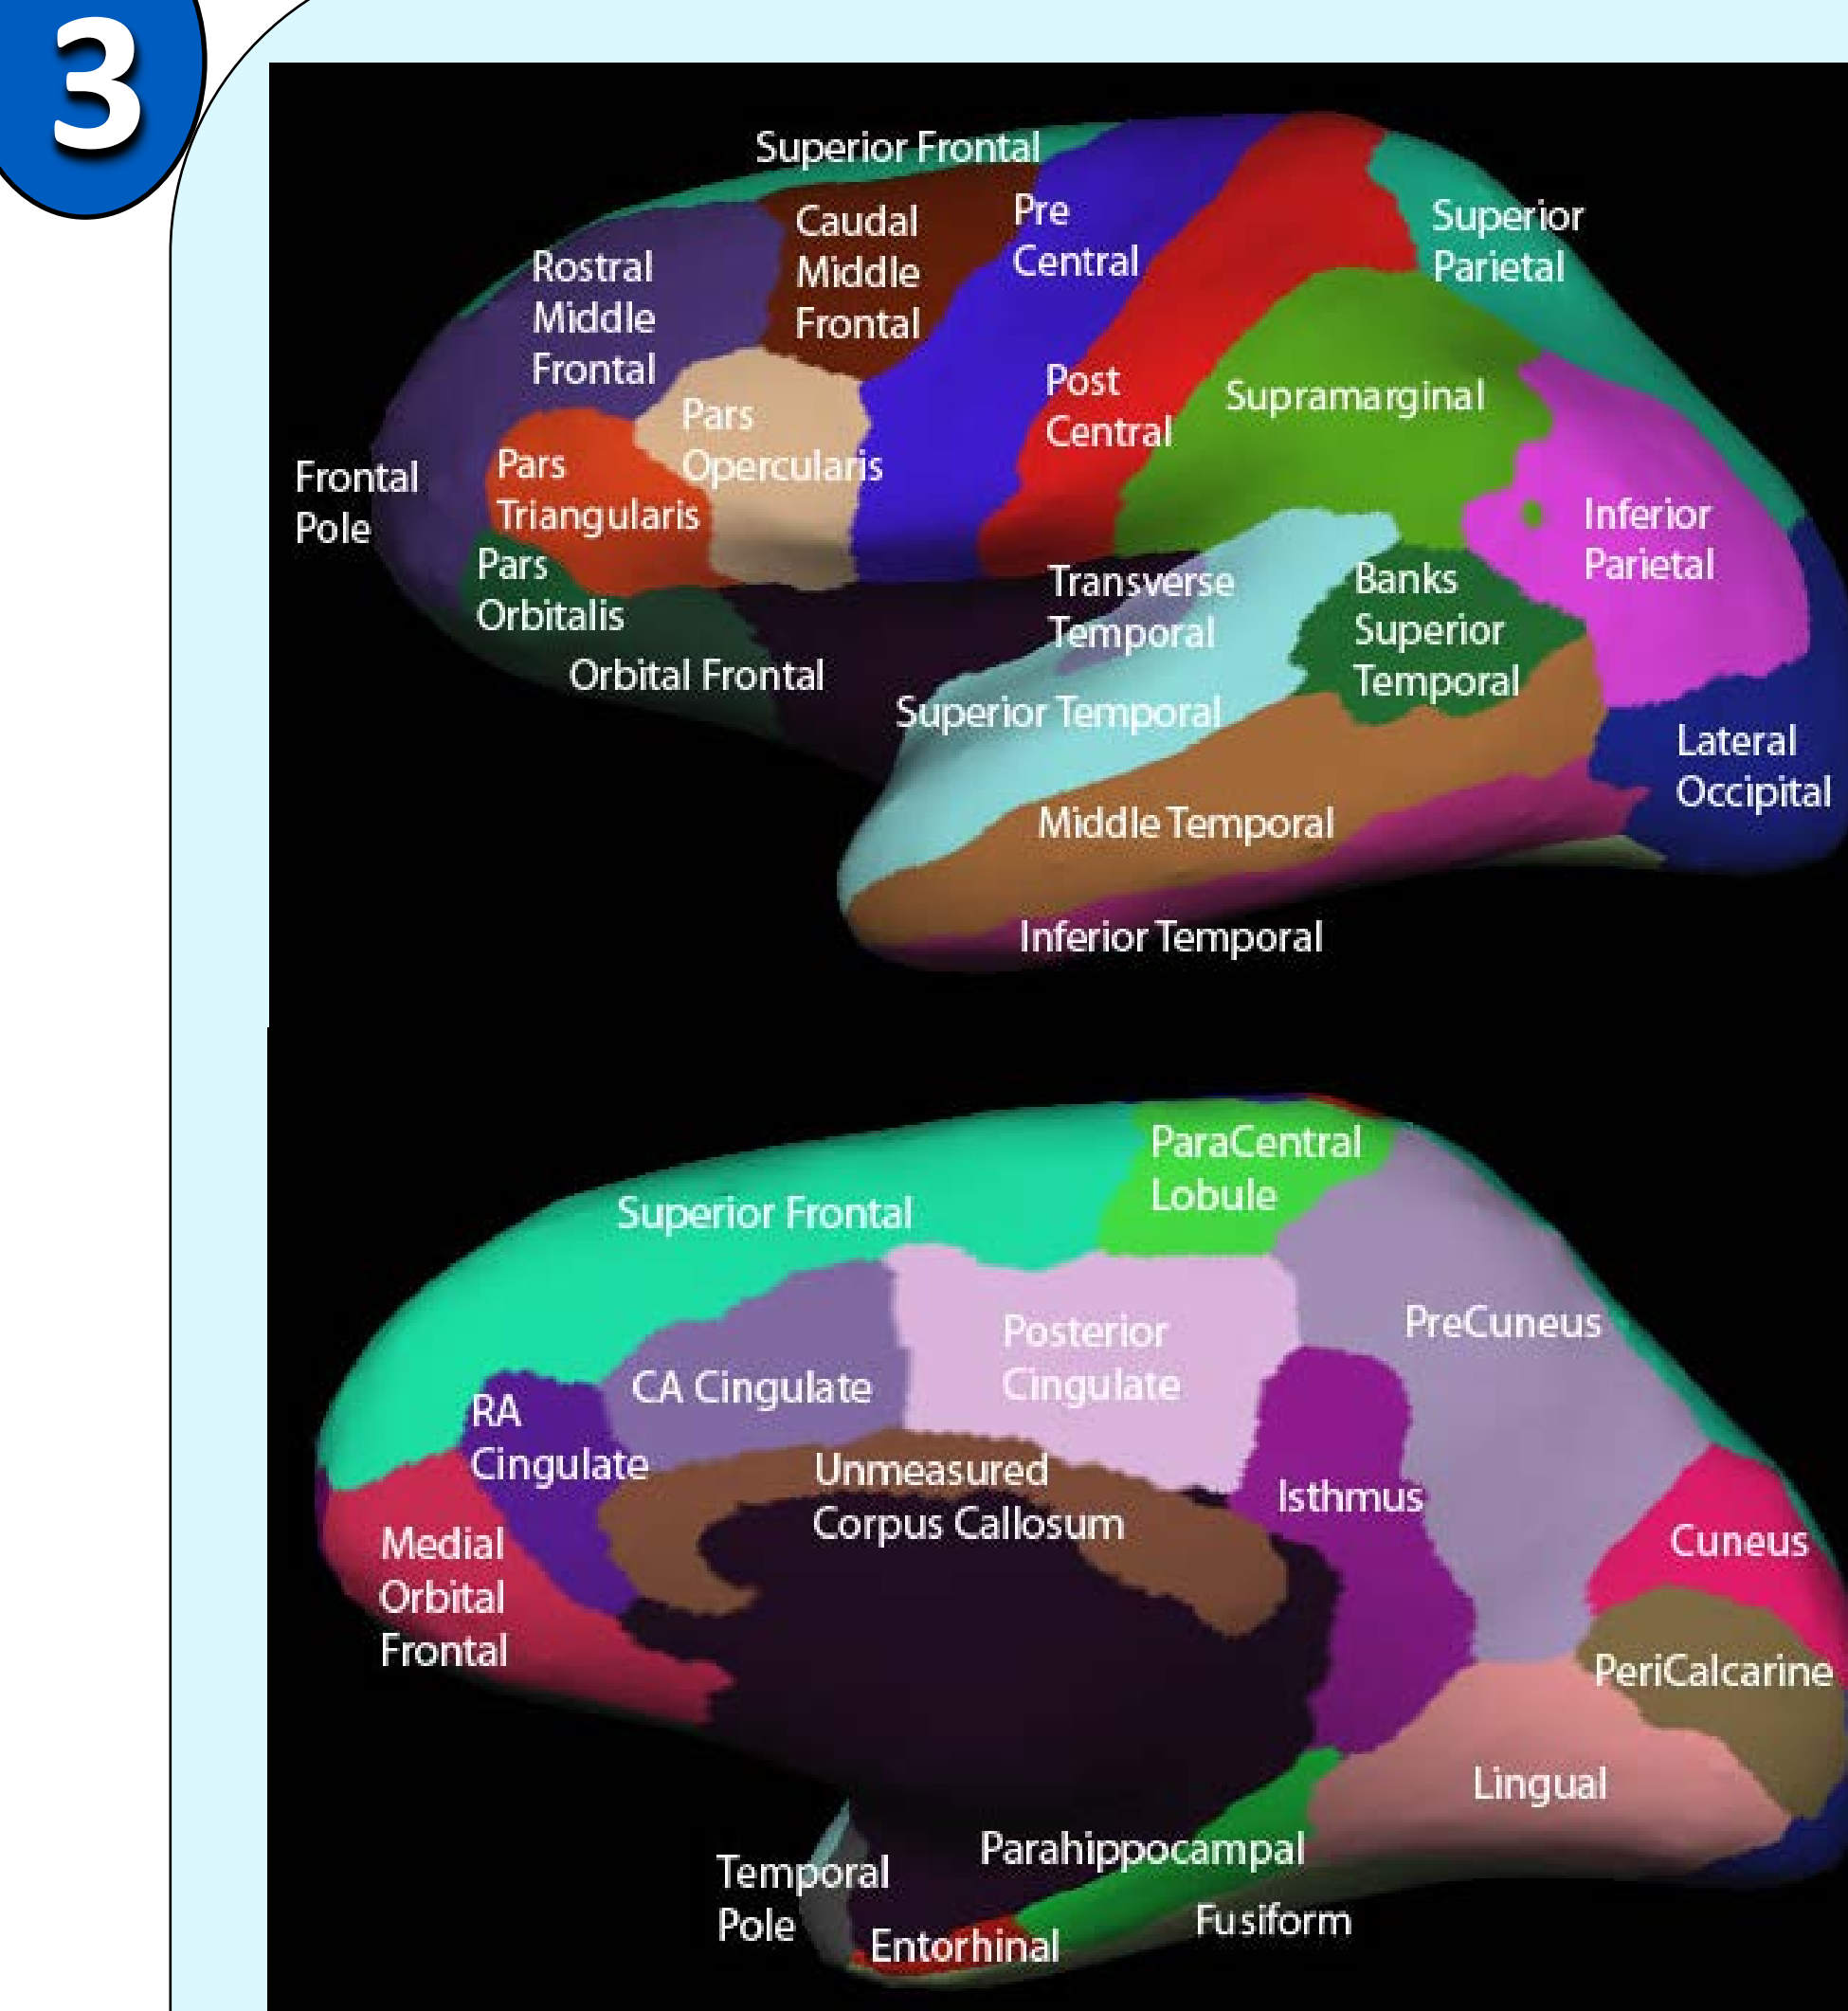 3
Superior Frontal
Rostral
Middle
Frontal
Caudal
Middle
Frontal
Pre
Central
Superior
Parietal
Post
Central
Supramarginal
Pars
Opercularis
Pars
Triangularis
Frontal
Pole
Pars
Orbitalis
Orbital Frontal
Transverse
Temporal
Banks
Superior
Temporal
Inferior
Parietal
Superior Temporal
Lateral
Occipital
Middle Temporal
Inferior Temporal
ParaCentral
Lobule
Superior Frontal
PreCuneus
Posterior
Cingulate
CA Cingulate
RA
Cingulate
Unmeasured
Corpus Callosum
Isthmus
Cuneus
Medial
Orbital
Frontal
PeriCalcarine
Lingual
Parahippocampal
Temporal
Pole
Entorhinal
Fusiform